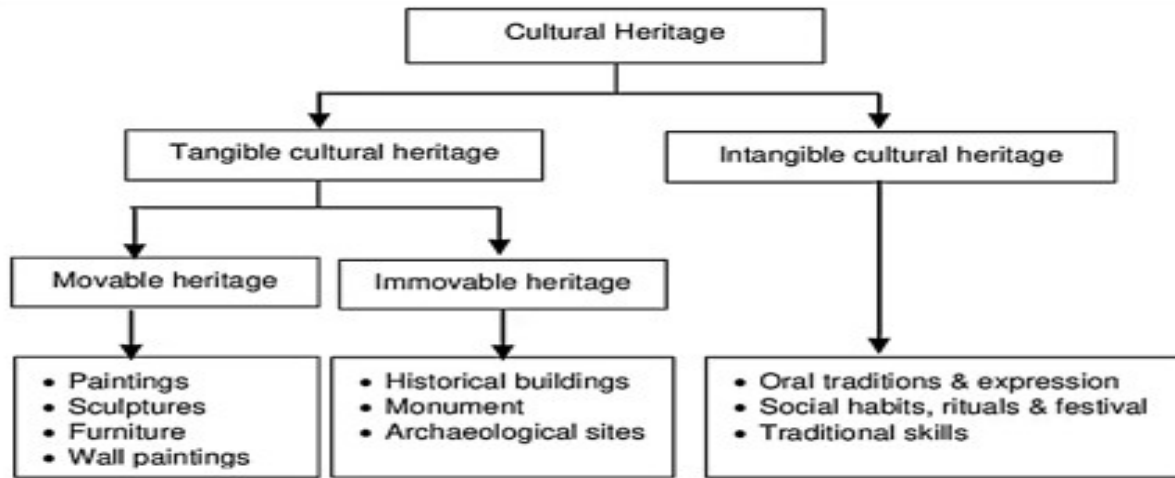 Cultural Heritage
Tangible cultural heritage
Intangible cultural heritage
Movable heritage
Immovable heritage
• Paintings
• Sculptures
• Furniture
• Wall paintings
• Historical buildings
• Monument
• Archaeological sites
• Oral traditions & expression
• Social habits, rituals & festival
• Traditional skills